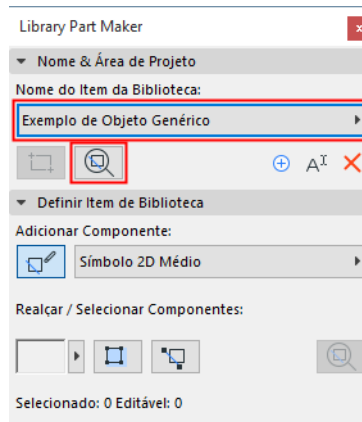 Library Part Maker
Nome & Área de Projeto
Nome do Item da Biblioteca:
Exemplo de Objeto Genérico
Definir Item de Biblioteca
Adicionar Componente:
Símbolo 2D Médio
Realçar / Selecionar Componentes:
Selecionado: 0 Editável: 0